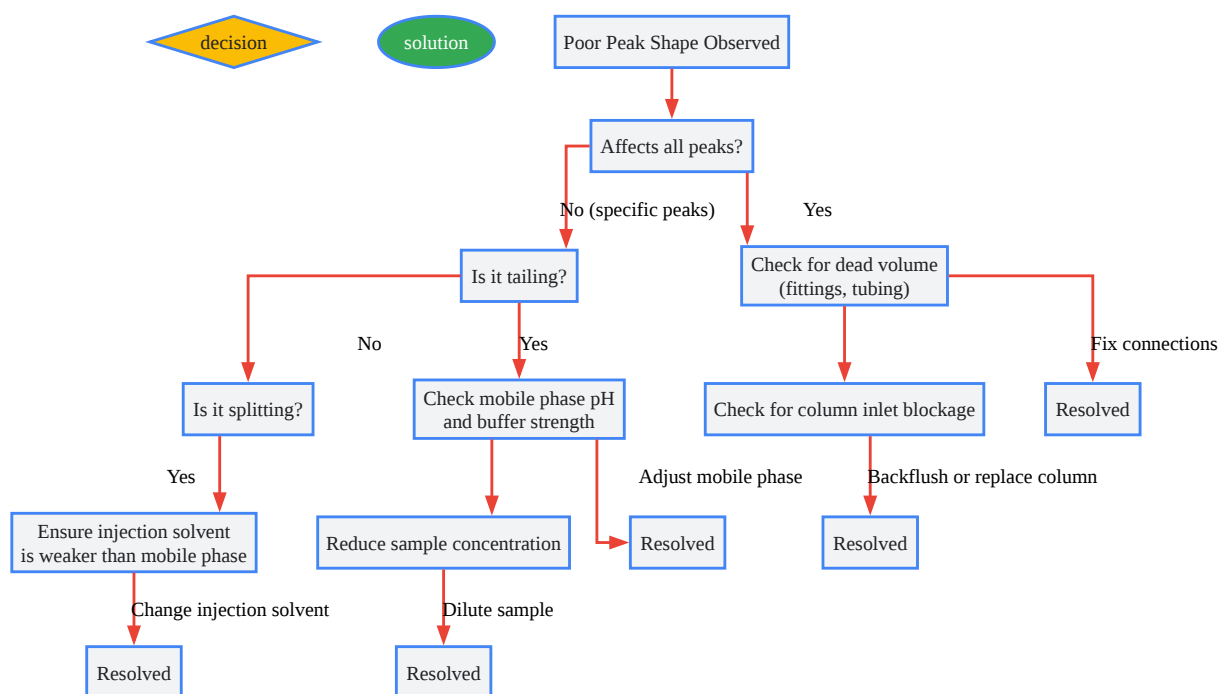 decision
solution
Poor Peak Shape Observed
Affects all peaks?
No (specific peaks)
Yes
Is it tailing?
Check for dead volume
(fittings, tubing)
No
Yes
Fix connections
Is it splitting?
Check mobile phase pH
and buffer strength
Check for column inlet blockage
Resolved
Yes
Adjust mobile phase
Backflush or replace column
Ensure injection solvent
is weaker than mobile phase
Reduce sample concentration
Resolved
Resolved
Change injection solvent
Dilute sample
Resolved
Resolved